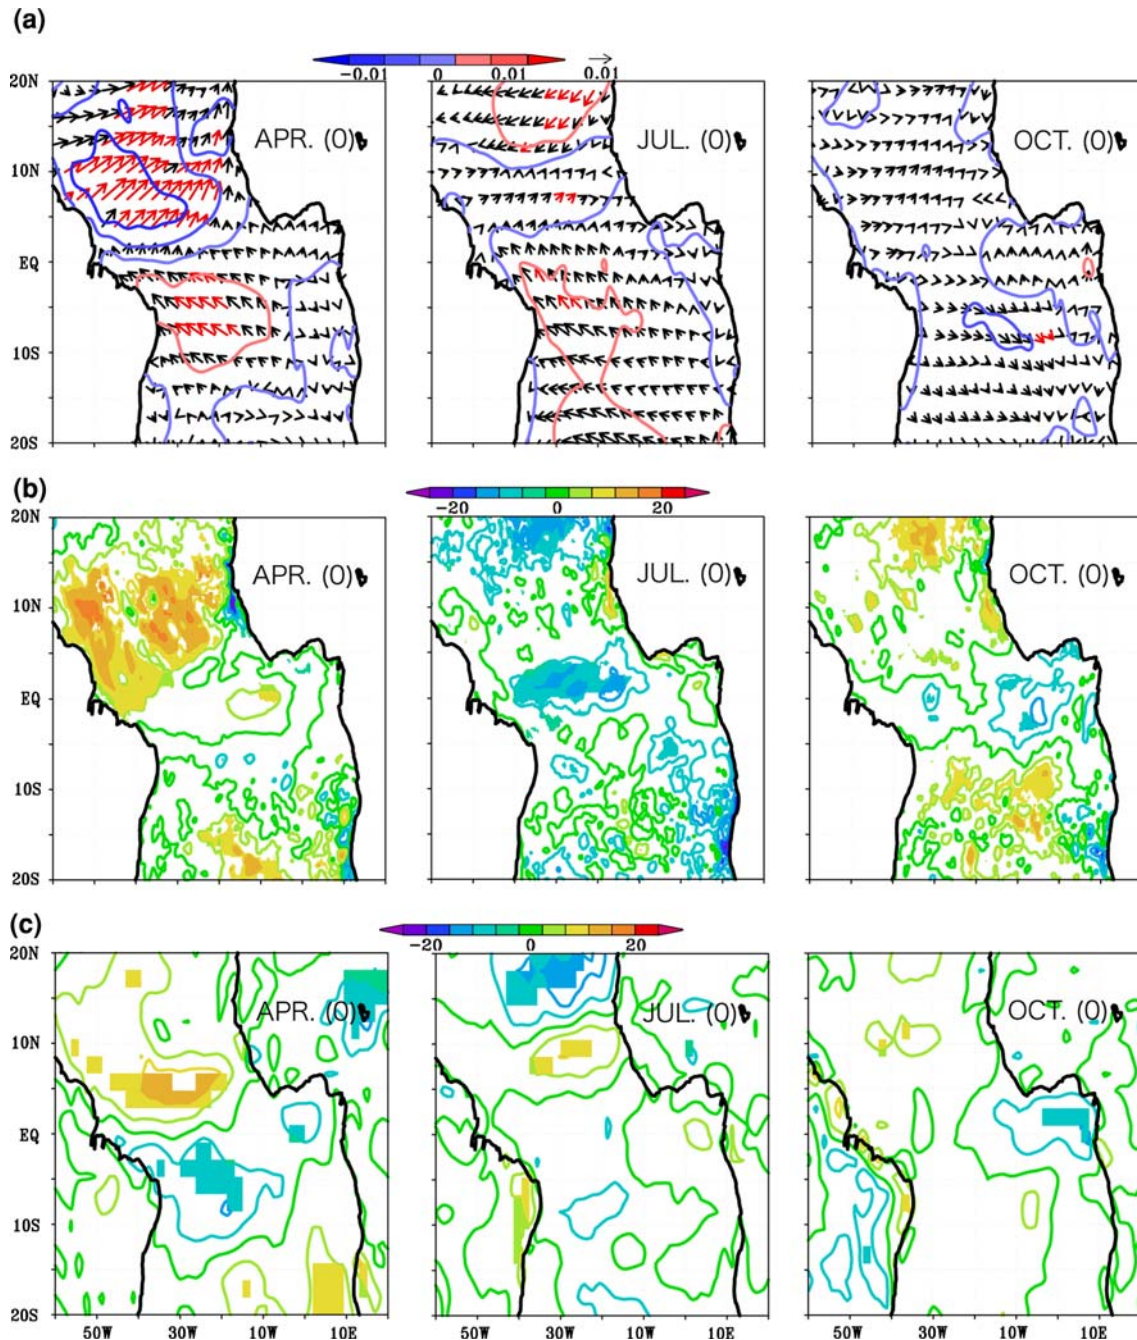 (a)
-0.01 0 0.01 0.01
20N
10N
EQ
10S
20S
APR. (0)
JUL. (0)
OCT. (0)
(b)
-20 0 20
20N
10N
EQ
10S
20S
APR. (0)
JUL. (0)
OCT. (0)
(c)
-20 0 20
20N
10N
EQ
10S
20S
APR. (0)
JUL. (0)
OCT. (0)
50W 30W 10W 10E 50W 30W 10W 10E 50W 30W 10W 10E